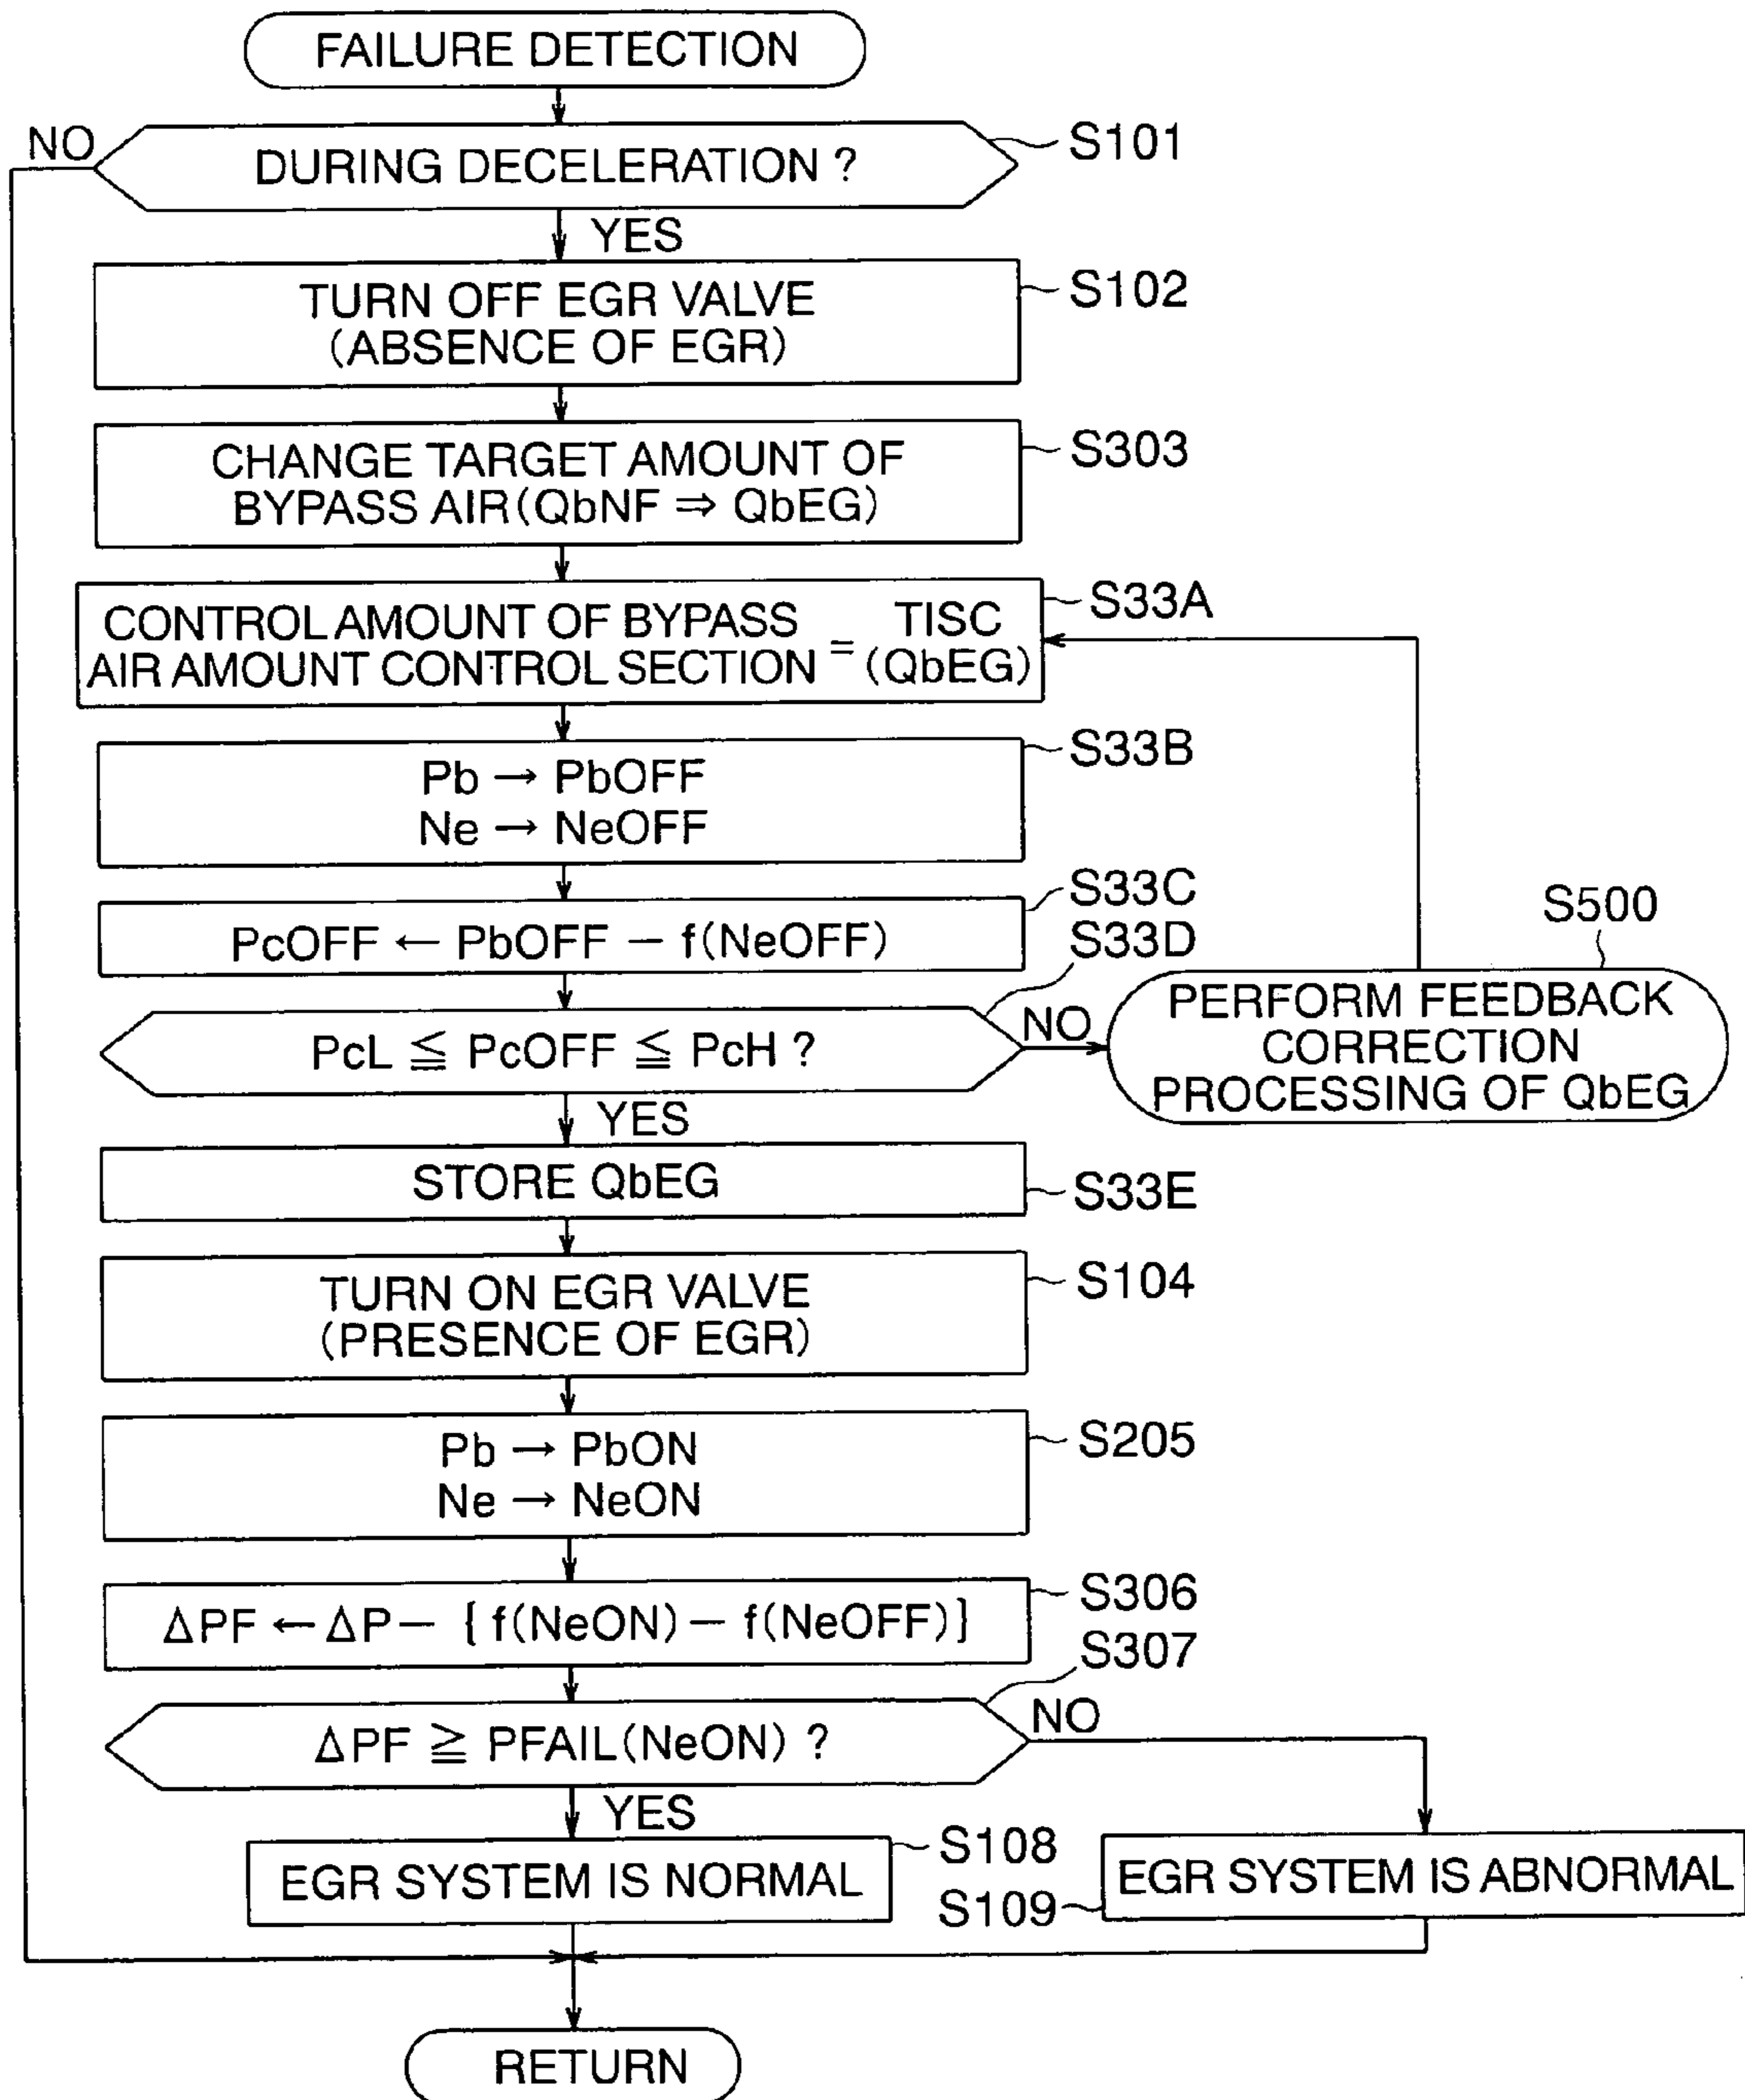 FAILURE DETECTION
NO
DURING DECELERATION ?
S101
YES
TURN OFF EGR VALVE
(ABSENCE OF EGR)
S102
CHANGE TARGET AMOUNT OF
BYPASS AIR(QbNF ⇒ QbEG)
S303
CONTROL AMOUNT OF BYPASS
AIR AMOUNT CONTROL SECTION
=
TISC
(QbEG)
S33A
Pb → PbOFF
Ne → NeOFF
S33B
PcOFF ← PbOFF – f(NeOFF)
S33C
S33D
PcL ≦ PcOFF ≦ PcH ?
NO
S500
PERFORM FEEDBACK
CORRECTION
PROCESSING OF QbEG
YES
STORE QbEG
S33E
TURN ON EGR VALVE
(PRESENCE OF EGR)
S104
Pb → PbON
Ne → NeON
S205
ΔPF ← ΔP – {f(NeON) – f(NeOFF)}
S306
S307
ΔPF ≧ PFAIL(NeON) ?
NO
YES
EGR SYSTEM IS NORMAL
S108
EGR SYSTEM IS ABNORMAL
S109
RETURN